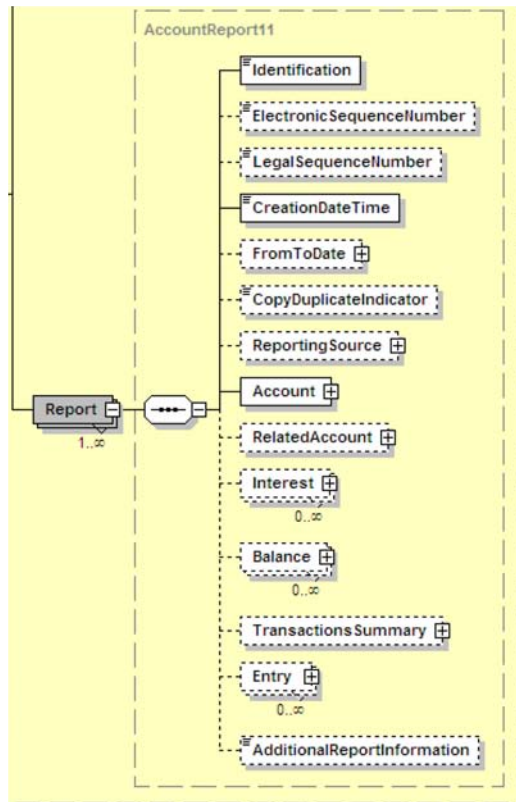 AccountReport11
Identification
ElectronicSequenceNumber
LegalSequenceNumber
CreationDateTime
FromToDate
CopyDuplicateIndicator
ReportingSource
Account
Report
1..∞
RelatedAccount
Interest
0..∞
Balance
0..∞
TransactionsSummary
Entry
0..∞
AdditionalReportInformation